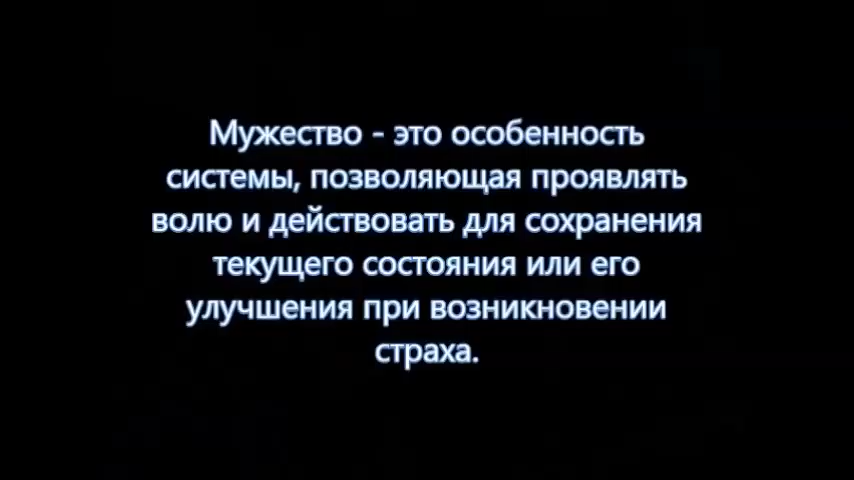 Мужество - это особенность
системы, позволяющая проявлять
волю и действовать для сохранения
текущего состояния или его
улучшения при возникновении
страха.